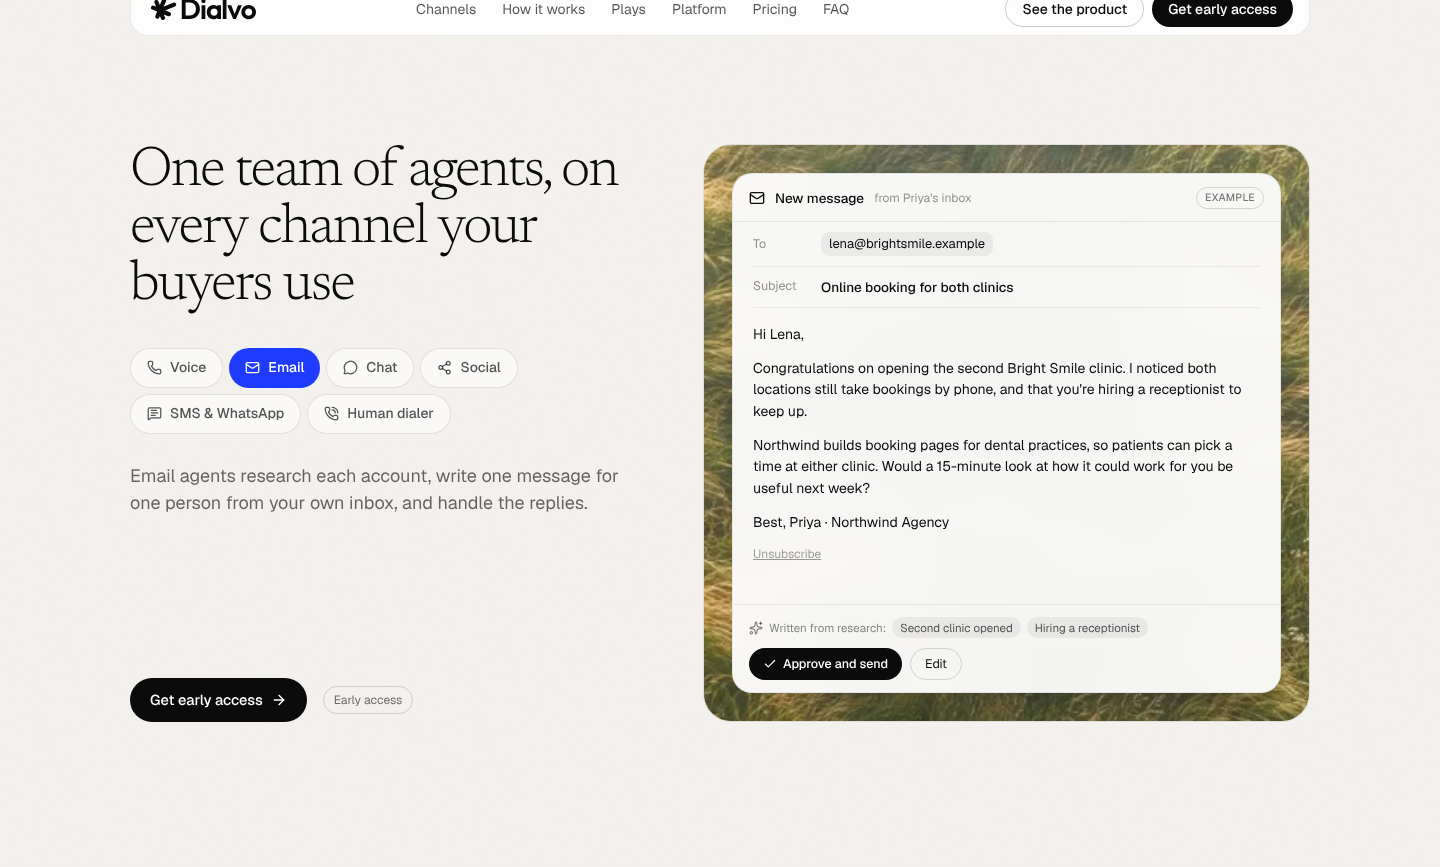 Dialvo
Channels How it works Plays Platform Pricing FAQ
See the product Get early access
One team of agents, on
every channel your
buyers use
Voice Email Chat Social
SMS & WhatsApp Human dialer
Email agents research each account, write one message for
one person from your own inbox, and handle the replies.
Get early access Early access
New message from Priya's inbox EXAMPLE
To lena@brightsmile.example
Subject Online booking for both clinics
Hi Lena,
Congratulations on opening the second Bright Smile clinic. I noticed both
locations still take bookings by phone, and that you're hiring a receptionist to
keep up.
Northwind builds booking pages for dental practices, so patients can pick a
time at either clinic. Would a 15-minute look at how it could work for you be
useful next week?
Best, Priya · Northwind Agency
Unsubscribe
Written from research: Second clinic opened Hiring a receptionist
Approve and send Edit